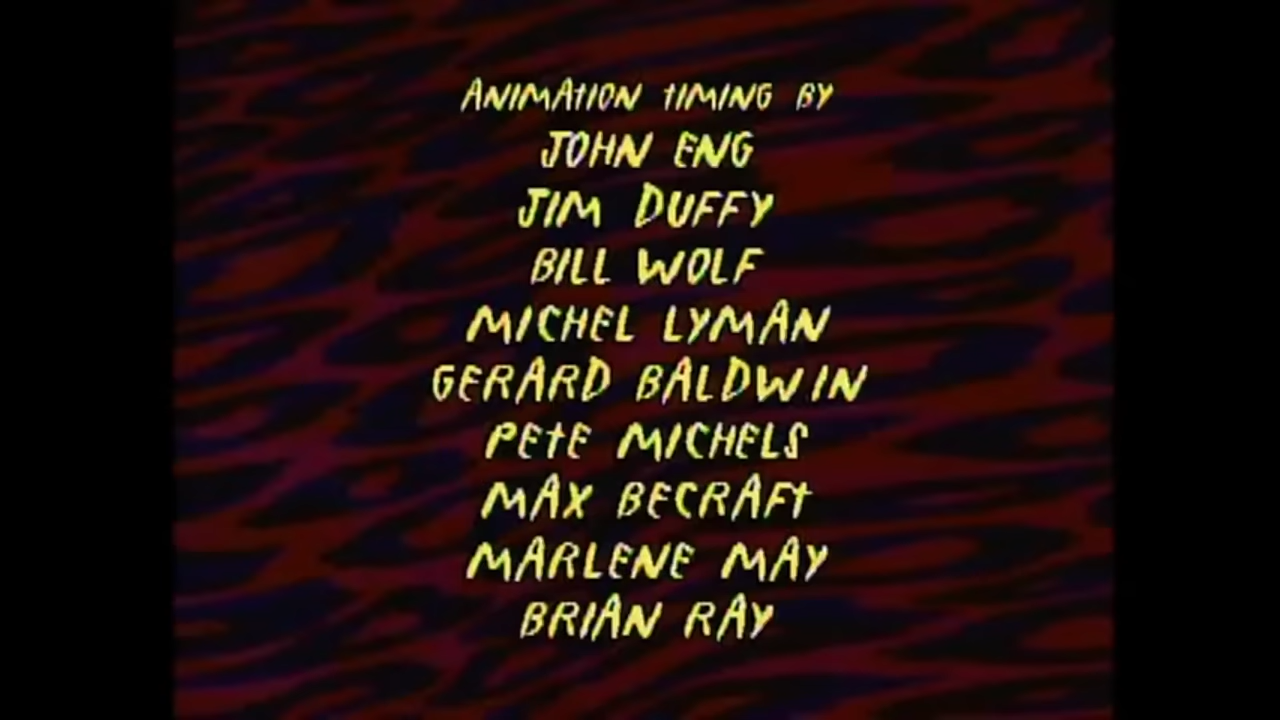 ANIMATION TIMING BY
JOHN ENG
JIM DUFFY
BILL WOLF
MICHEL LYMAN
GERARD BALDWIN
PETE MICHELS
MAX BECRAFT
MARLENE MAY
BRIAN RAY